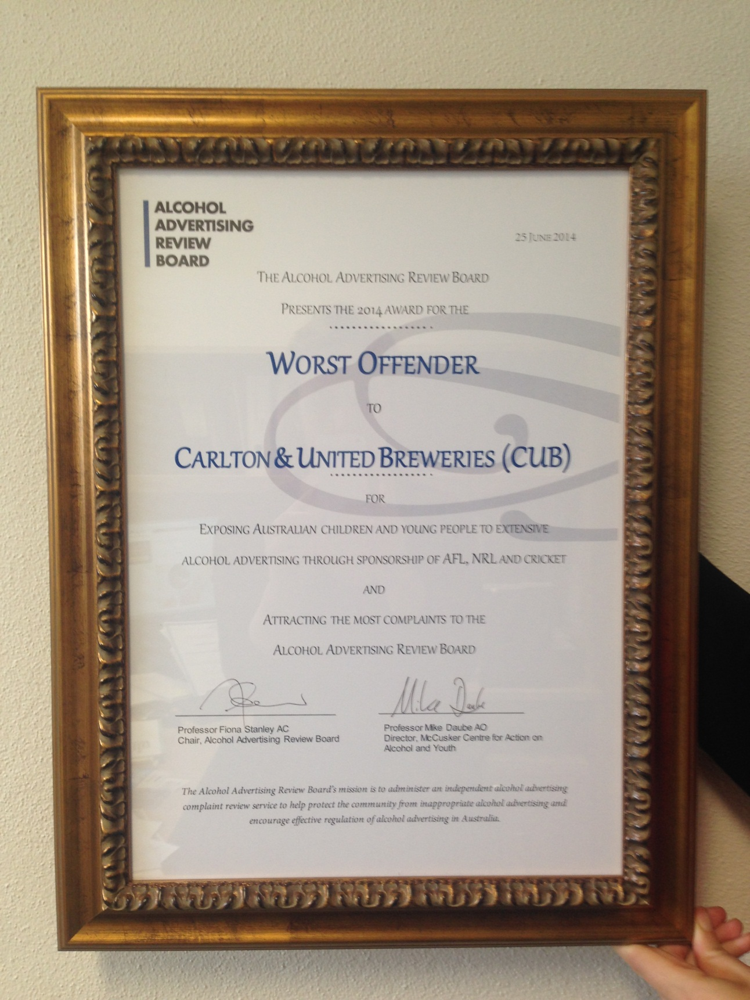 ALCOHOL
ADVERTISING
REVIEW
BOARD
25 JUNE 2014
THE ALCOHOL ADVERTISING REVIEW BOARD
PRESENTS THE 2014 AWARD FOR THE
WORST OFFENDER
TO
CARLTON & UNITED BREWERIES (CUB)
FOR
EXPOSING AUSTRALIAN CHILDREN AND YOUNG PEOPLE TO EXTENSIVE
ALCOHOL ADVERTISING THROUGH SPONSORSHIP OF AFL, NRL AND CRICKET
AND
ATTRACTING THE MOST COMPLAINTS TO THE
ALCOHOL ADVERTISING REVIEW BOARD
Mike Daube
Professor Fiona Stanley AC
Chair, Alcohol Advertising Review Board
Professor Mike Daube AO
Director, McCusker Centre for Action on
Alcohol and Youth
The Alcohol Advertising Review Board's mission is to administer an independent alcohol advertising
complaint review service to help protect the community from inappropriate alcohol advertising and
encourage effective regulation of alcohol advertising in Australia.